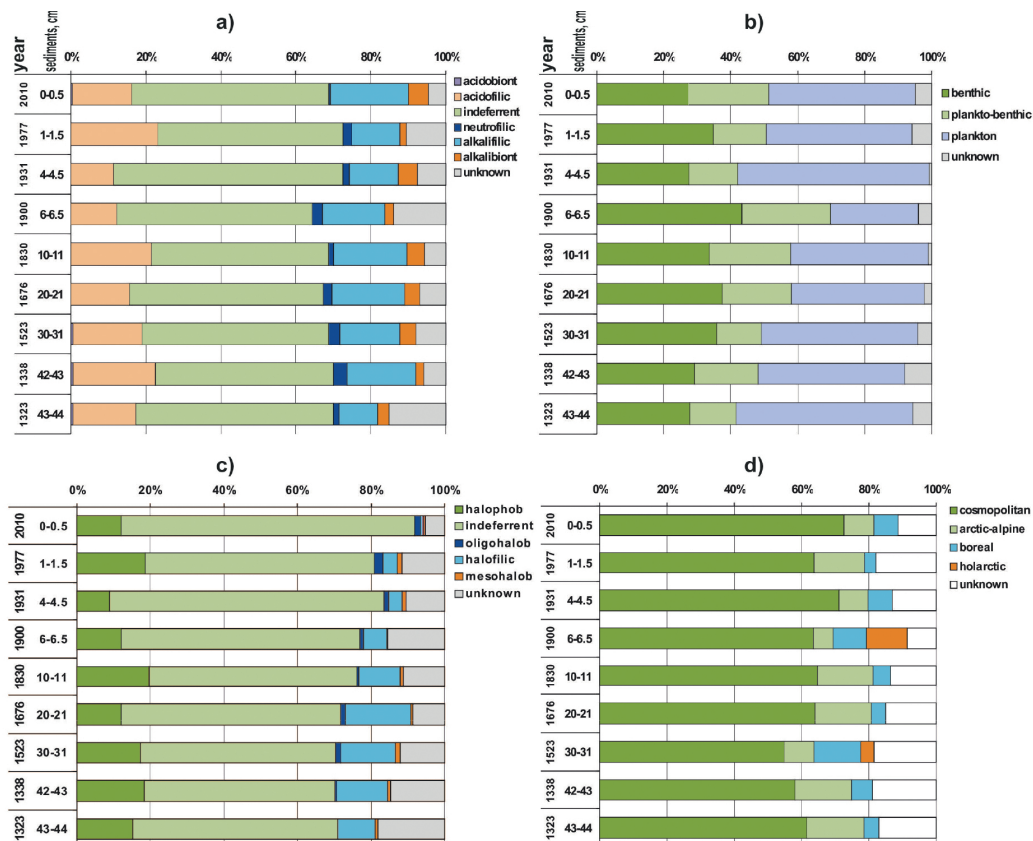 a)
year
sediments, cm
0% 20% 40% 60% 80% 100%
2010 0-0.5
1977 1-1.5
1931 4-4.5
1900 6-6.5
1830 10-11
1676 20-21
1523 30-31
1338 42-43
1323 43-44
acidobiont
acidofilic
indeferrent
neutrofilic
alkalifilic
alkalibiont
unknown
b)
year
sediments, cm
0% 20% 40% 60% 80% 100%
2010 0-0.5
1977 1-1.5
1931 4-4.5
1900 6-6.5
1830 10-11
1676 20-21
1523 30-31
1338 42-43
1323 43-44
benthic
plankto-benthic
plankton
unknown
c)
0% 20% 40% 60% 80% 100%
2010 0-0.5
1977 1-1.5
1931 4-4.5
1900 6-6.5
1830 10-11
1676 20-21
1523 30-31
1338 42-43
1323 43-44
halophob
indeferrent
oligohalob
halofilic
mesohalob
unknown
d)
0% 20% 40% 60% 80% 100%
2010 0-0.5
1977 1-1.5
1931 4-4.5
1900 6-6.5
1830 10-11
1676 20-21
1523 30-31
1338 42-43
1323 43-44
cosmopolitan
arctic-alpine
boreal
holarctic
unknown